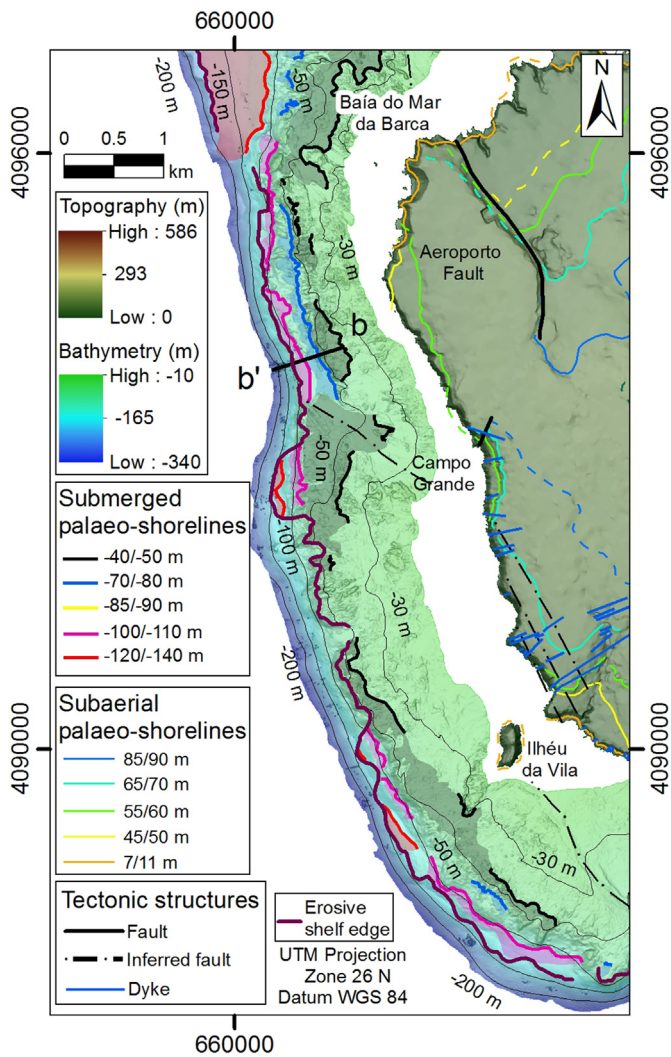 660000
-200 m
-150 m
-50 m
Baía do Mar
da Barca
N
4096000
4096000
0 0.5 1
km
Topography (m)
High : 586
293
Low : 0
Bathymetry (m)
High : -10
-165
Low : -340
-30 m
Aeroporto
Fault
b
b'
-50 m
Campo
Grande
-100 m
-30 m
-200 m
Submerged
palaeo-shorelines
-40/-50 m
-70/-80 m
-85/-90 m
-100/-110 m
-120/-140 m
Subaerial
palaeo-shorelines
85/90 m
65/70 m
55/60 m
45/50 m
7/11 m
4090000
4090000
Ilhéu
da Vila
-50 m
-30 m
-200 m
Tectonic structures
Fault
Inferred fault
Dyke
Erosive
shelf edge
UTM Projection
Zone 26 N
Datum WGS 84
660000